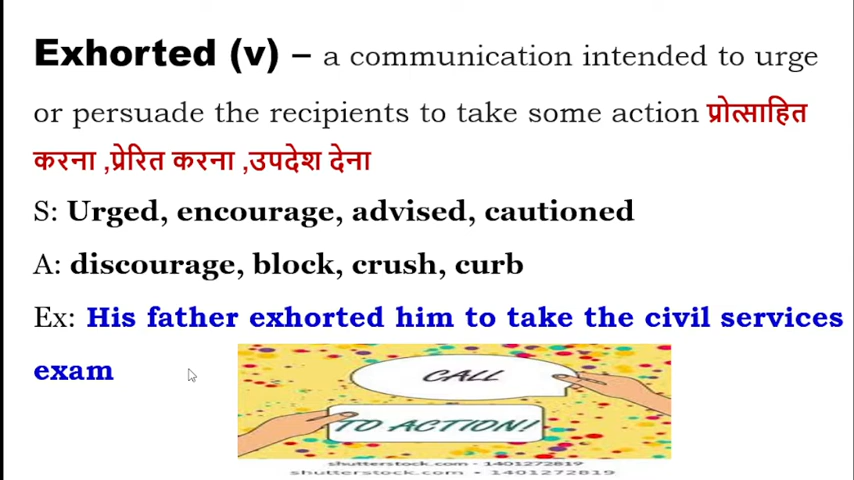 Exhorted (v) – a communication intended to urge
or persuade the recipients to take some action प्रोत्साहित
करना ,प्रेरित करना ,उपदेश देना
S: Urged, encourage, advised, cautioned
A: discourage, block, crush, curb
Ex: His father exhorted him to take the civil services
exam
CALL
TO ACTION!
shutterstock.com · 1401272819
shutterstock.com · 1401272819